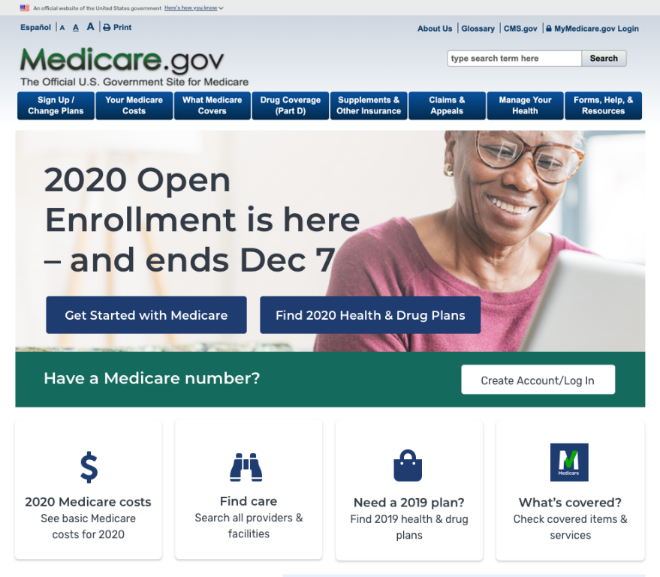 An official website of the United States government Here's how you know
Español A A A Print
About Us Glossary CMS.gov MyMedicare.gov Login
Medicare.gov
The Official U.S. Government Site for Medicare
type search term here Search
Sign Up / Change Plans
Your Medicare Costs
What Medicare Covers
Drug Coverage (Part D)
Supplements & Other Insurance
Claims & Appeals
Manage Your Health
Forms, Help, & Resources
2020 Open
Enrollment is here
– and ends Dec 7
Get Started with Medicare
Find 2020 Health & Drug Plans
Have a Medicare number?
Create Account/Log In
2020 Medicare costs
See basic Medicare
costs for 2020
Find care
Search all providers &
facilities
Need a 2019 plan?
Find 2019 health & drug
plans
Medicare
What's covered?
Check covered items &
services